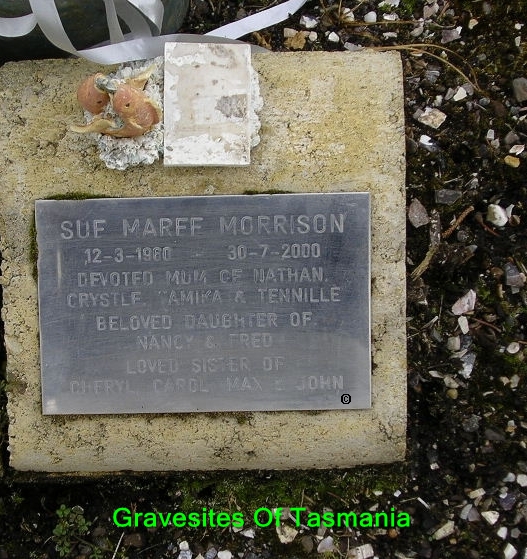 SUE MAREE MORRISON
12-3-1960 - 30-7-2000
DEVOTED MUM OF NATHAN,
CRYSTLE, TAMIKA & TENNILLE
BELOVED DAUGHTER OF
NANCY & FRED
LOVED SISTER OF
CHERYL, CAROL, MAX & JOHN
©
Gravesites Of Tasmania